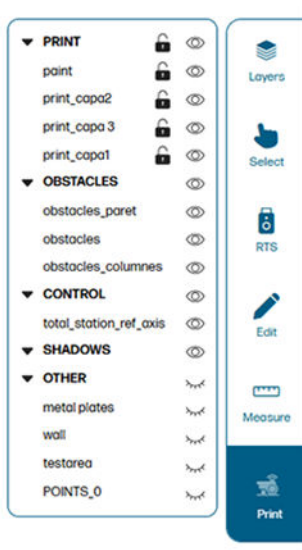 PRINT
paint
print_capa2
print_capa 3
print_capa1
OBSTACLES
obstacles_paret
obstacles
obstacles_columnes
CONTROL
total_station_ref_axis
SHADOWS
OTHER
metal plates
wall
testarea
POINTS_0
Layers
Select
RTS
Edit
Measure
Print